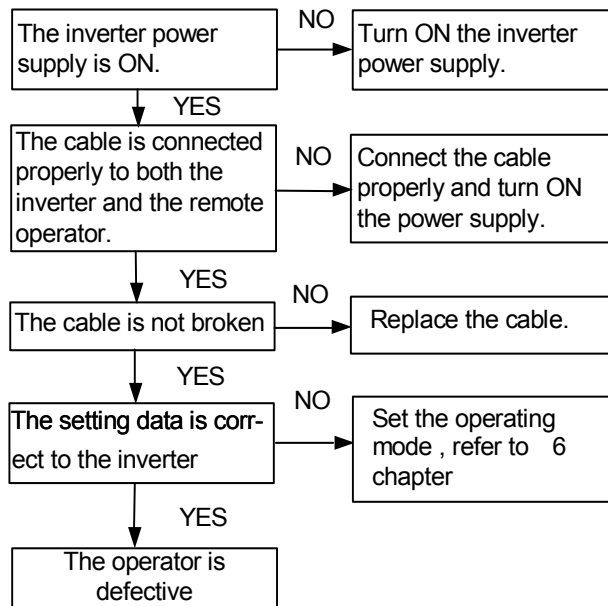 The inverter power
supply is ON.
NO
Turn ON the inverter
power supply.
YES
The cable is connected
properly to both the
inverter and the remote
operator.
NO
Connect the cable
properly and turn ON
the power supply.
YES
The cable is not broken
NO
Replace the cable.
YES
The setting data is corr-
ect to the inverter
NO
Set the operating
mode , refer to 6
chapter
YES
The operator is
defective